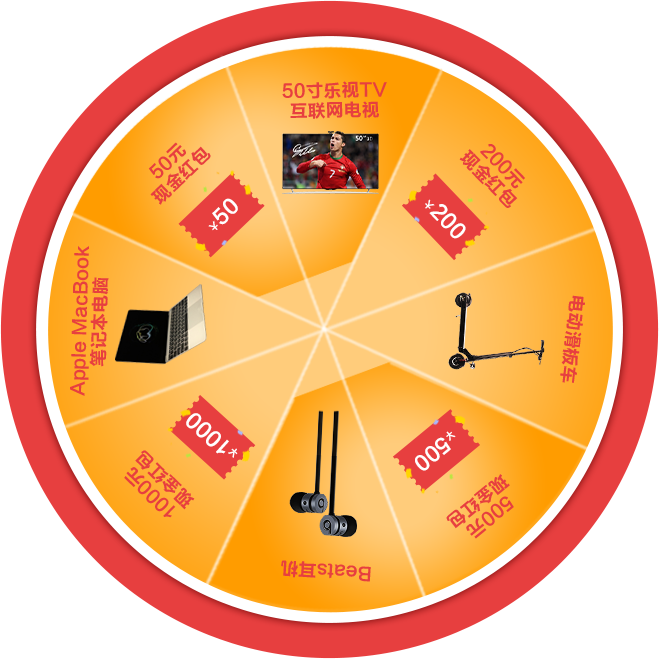 50寸乐视TV
互联网电视
50"
7
200元
现金红包
¥200
电动滑板车
500元
现金红包
¥500
Beats耳机
1000元
现金红包
¥1000
Apple MacBook
笔记本电脑
50元
现金红包
¥50